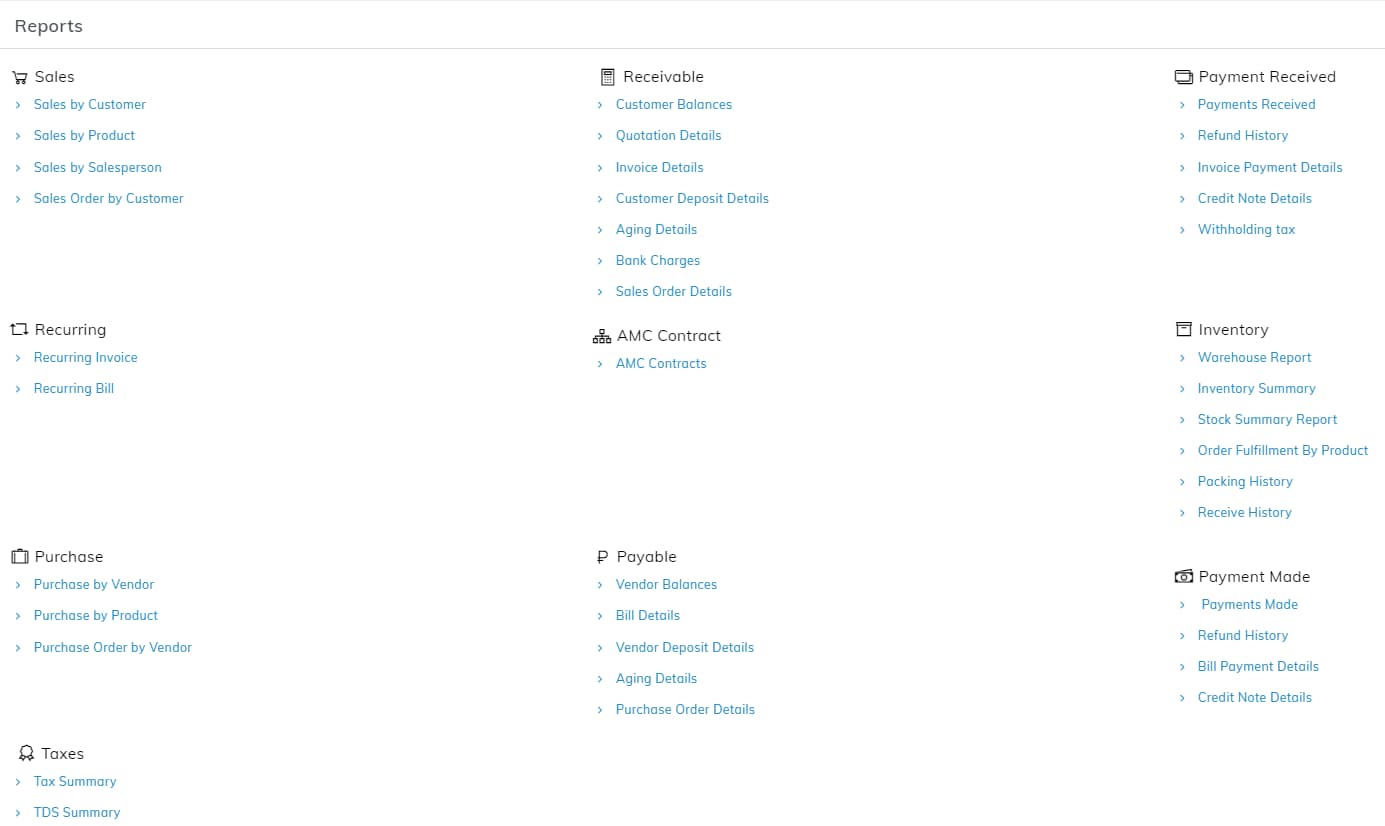 Reports
Sales
Sales by Customer
Sales by Product
Sales by Salesperson
Sales Order by Customer
Receivable
Customer Balances
Quotation Details
Invoice Details
Customer Deposit Details
Aging Details
Bank Charges
Sales Order Details
Payment Received
Payments Received
Refund History
Invoice Payment Details
Credit Note Details
Withholding tax
Recurring
Recurring Invoice
Recurring Bill
AMC Contract
AMC Contracts
Inventory
Warehouse Report
Inventory Summary
Stock Summary Report
Order Fulfillment By Product
Packing History
Receive History
Purchase
Purchase by Vendor
Purchase by Product
Purchase Order by Vendor
Payable
Vendor Balances
Bill Details
Vendor Deposit Details
Aging Details
Purchase Order Details
Payment Made
Payments Made
Refund History
Bill Payment Details
Credit Note Details
Taxes
Tax Summary
TDS Summary